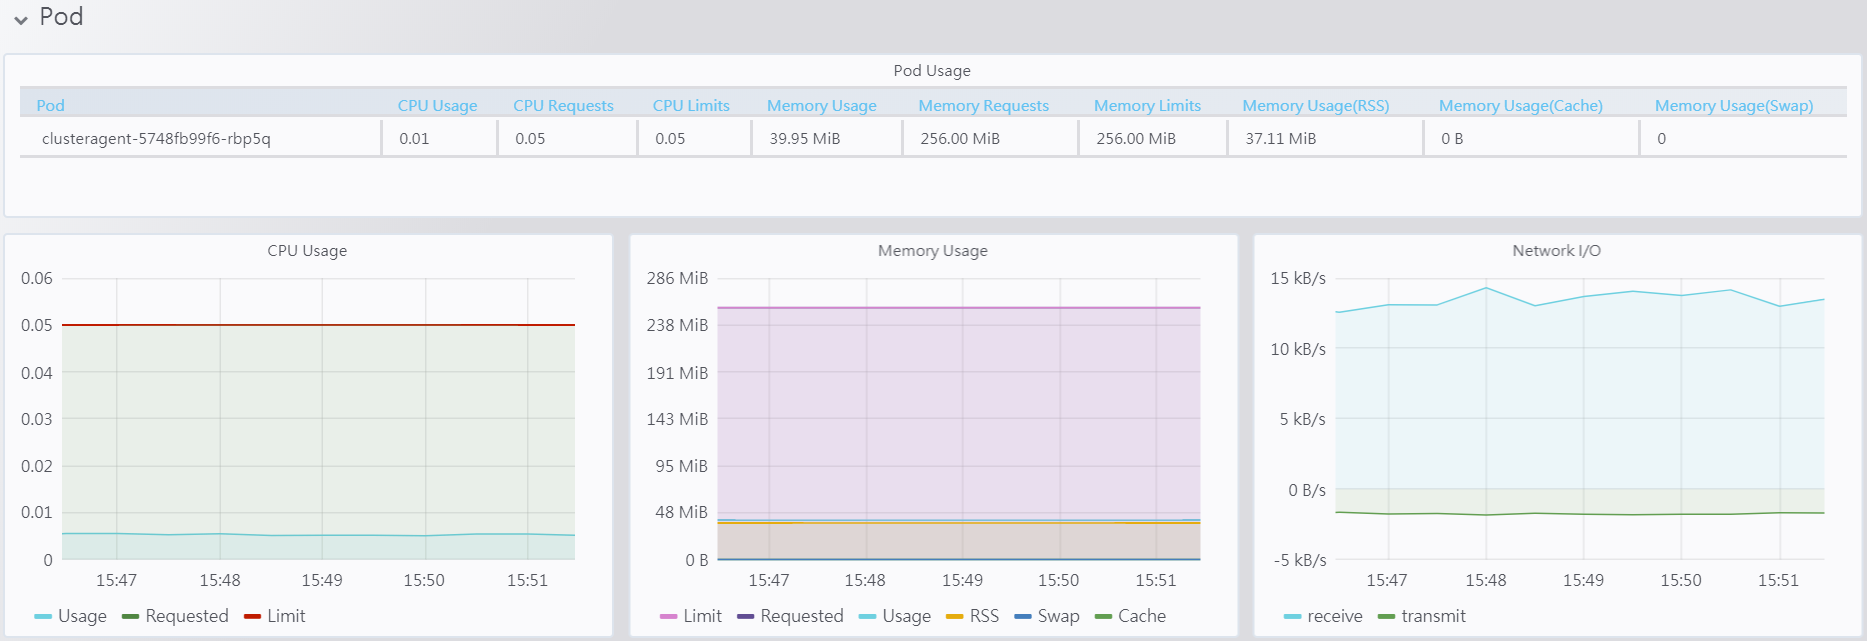 Pod
Pod Usage
Pod CPU Usage CPU Requests CPU Limits Memory Usage Memory Requests Memory Limits Memory Usage(RSS) Memory Usage(Cache) Memory Usage(Swap)
clusteragent-5748fb99f6-rbp5q 0.01 0.05 0.05 39.95 MiB 256.00 MiB 256.00 MiB 37.11 MiB 0 B 0
CPU Usage
0.06
0.05
0.04
0.03
0.02
0.01
0
15:47 15:48 15:49 15:50 15:51
Usage Requested Limit
Memory Usage
286 MiB
238 MiB
191 MiB
143 MiB
95 MiB
48 MiB
0 B
15:47 15:48 15:49 15:50 15:51
Limit Requested Usage RSS Swap Cache
Network I/O
15 kB/s
10 kB/s
5 kB/s
0 B/s
-5 kB/s
15:47 15:48 15:49 15:50 15:51
receive transmit